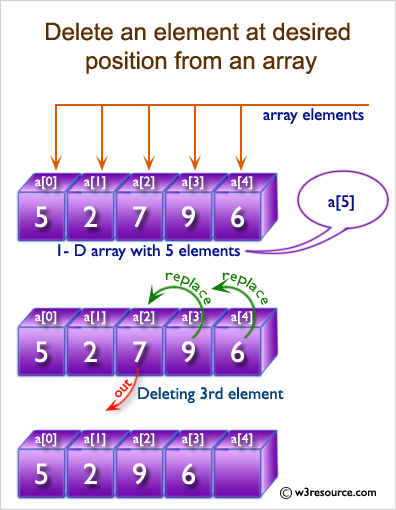 Delete an element at desired
position from an array
array elements
a[0] a[1] a[2] a[3] a[4]
5 2 7 9 6
a[5]
1- D array with 5 elements
replace replace
a[0] a[1] a[2] a[3] a[4]
5 2 7 9 6
out
Deleting 3rd element
a[0] a[1] a[2] a[3] a[4]
5 2 9 6
© w3resource.com